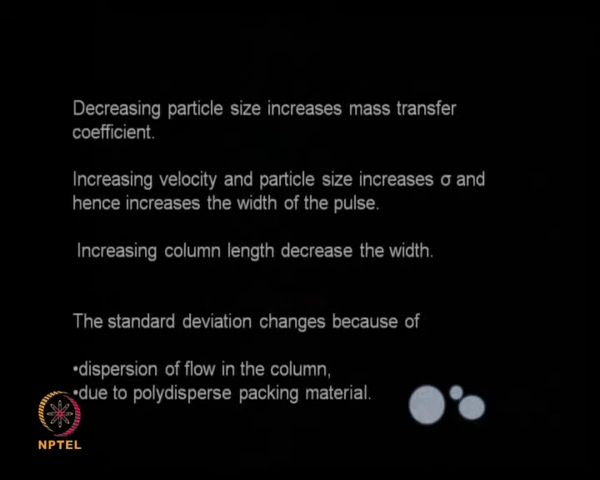 Decreasing particle size increases mass transfer
coefficient.
Increasing velocity and particle size increases σ and
hence increases the width of the pulse.
Increasing column length decrease the width.
The standard deviation changes because of
•dispersion of flow in the column,
•due to polydisperse packing material.
NPTEL